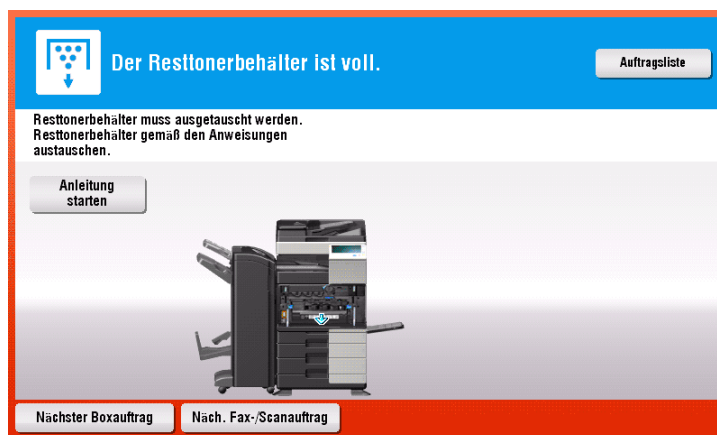 Der Resttonerbehälter ist voll.
Auftragsliste
Resttonerbehälter muss ausgetauscht werden.
Resttonerbehälter gemäß den Anweisungen
austauschen.
Anleitung
starten
Nächster Boxauftrag
Näch. Fax-/Scanauftrag